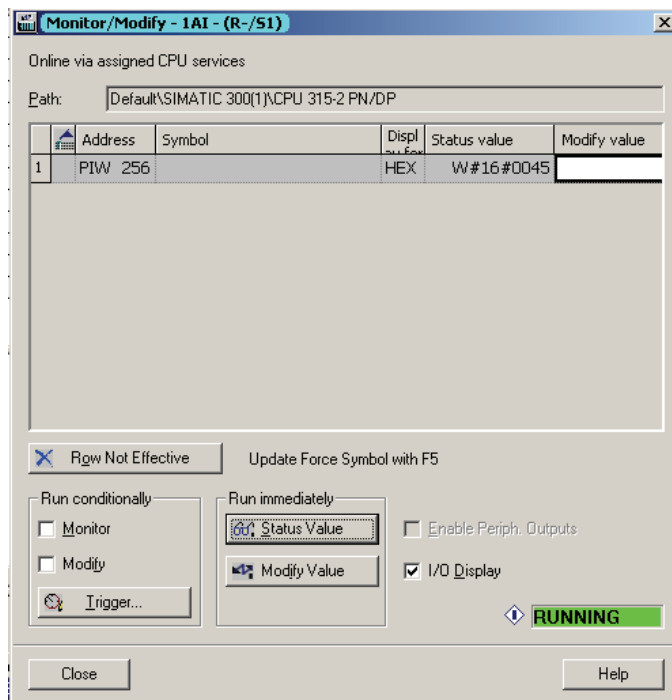 Monitor/Modify - 1AI - (R-/S1)
Online via assigned CPU services
Path: Default\SIMATIC 300(1)\CPU 315-2 PN/DP
Address Symbol Displ Status value Modify value
1 PIW 256 HEX W#16#0045
Row Not Effective Update Force Symbol with F5
Run conditionally Run immediately
Monitor Status Value Enable Periph. Outputs
Modify Modify Value I/O Display
Trigger...
RUNNING
Close Help